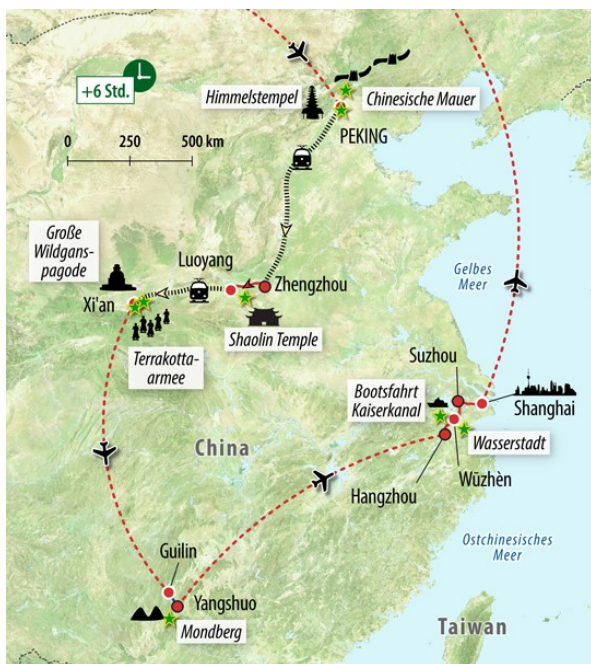 +6 Std.
Himmelstempel
Chinesische Mauer
PEKING
0 250 500 km
Große
Wildgans-
pagode
Luoyang
Zhengzhou
Gelbes
Meer
Xi'an
Shaolin Temple
Terrakotta-
armee
Suzhou
Bootsfahrt
Kaiserkanal
Shanghai
China
Wasserstadt
Wūzhèn
Hangzhou
Ostchinesisches
Meer
Guilin
Yangshuo
Mondberg
Taiwan